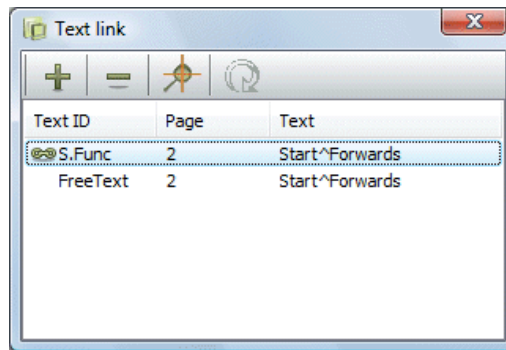 Text link
Text ID Page Text
S.Func 2 Start^Forwards
FreeText 2 Start^Forwards